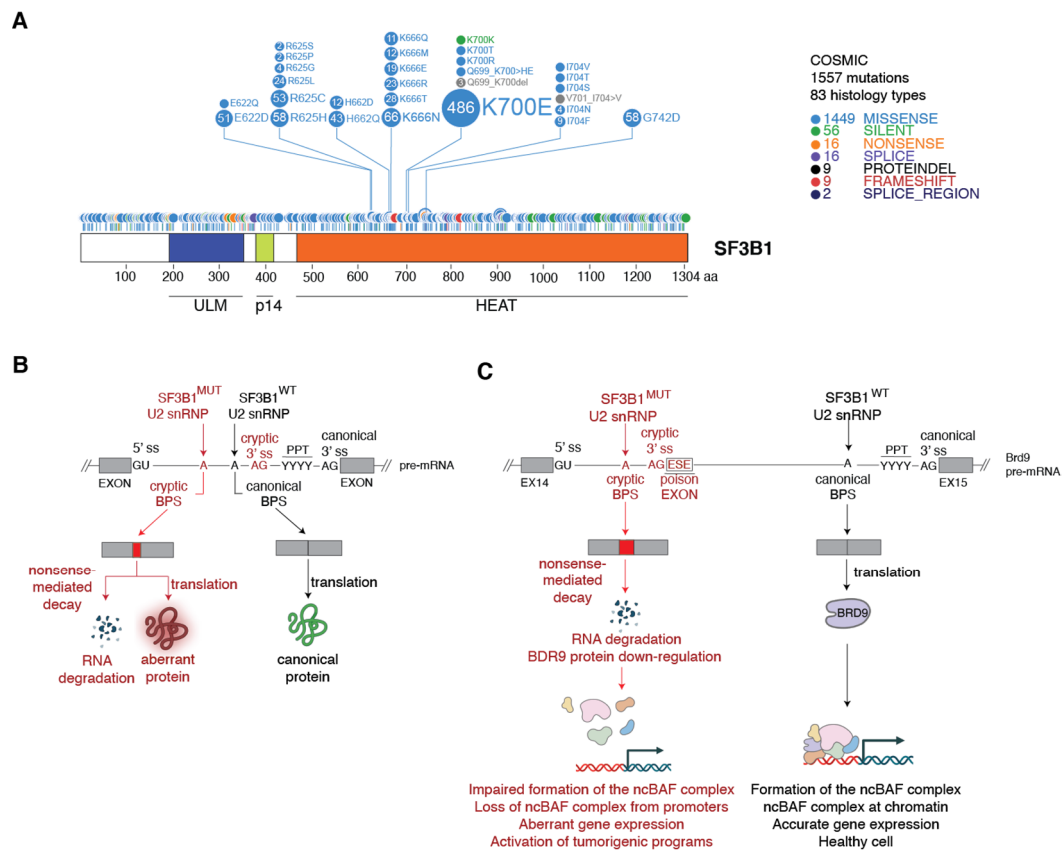 A
K700K
K700T
K700R
Q699_K700>HE
3 Q699_K700del
486 K700E
11 K666Q
12 K666M
19 K666E
23 K666R
28 K666T
66 K666N
2 R625S
2 R625P
4 R625G
24 R625L
53 R625C
58 R625H
E622Q
51 E622D
12 H662D
43 H662Q
I704V
I704T
I704S
V701_I704>V
4 I704N
9 I704F
58 G742D
COSMIC
1557 mutations
83 histology types
1449 MISSENSE
56 SILENT
16 NONSENSE
16 SPLICE
9 PROTEINDEL
9 FRAMESHIFT
2 SPLICE_REGION
SF3B1
100 200 300 400 500 600 700 800 900 1000 1100 1200 1304 aa
ULM p14 HEAT
B
SF3B1MUT
U2 snRNP
SF3B1WT
U2 snRNP
5' ss
cryptic
3' ss
PPT
canonical
3' ss
GU A A AG YYYY AG
pre-mRNA
EXON
EXON
cryptic
BPS
canonical
BPS
nonsense-
mediated
decay
translation
translation
RNA
degradation
aberrant
protein
canonical
protein
C
SF3B1MUT
U2 snRNP
SF3B1WT
U2 snRNP
5' ss
cryptic
3' ss
PPT
canonical
3' ss
GU A AG ESE A YYYY AG
Brd9
pre-mRNA
EX14
EX15
cryptic
BPS
poison
EXON
canonical
BPS
nonsense-
mediated
decay
translation
BRD9
RNA degradation
BDR9 protein down-regulation
Impaired formation of the ncBAF complex
Loss of ncBAF complex from promoters
Aberrant gene expression
Activation of tumorigenic programs
Formation of the ncBAF complex
ncBAF complex at chromatin
Accurate gene expression
Healthy cell